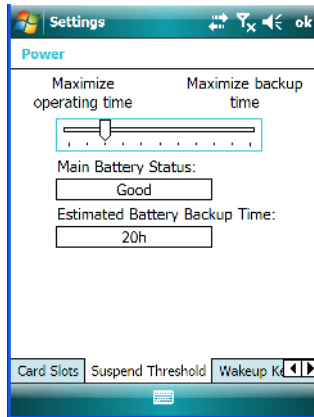 Settings ok
Power
Maximize Maximize backup
operating time time
Main Battery Status:
Good
Estimated Battery Backup Time:
20h
Card Slots Suspend Threshold Wakeup